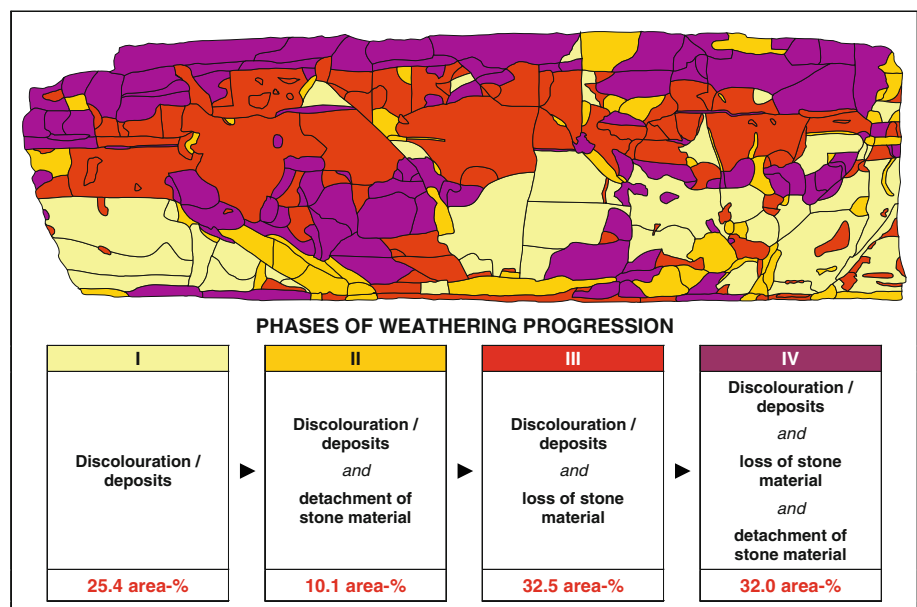 PHASES OF WEATHERING PROGRESSION
I
Discolouration /
deposits
25.4 area-%
II
Discolouration /
deposits
and
detachment of
stone material
10.1 area-%
III
Discolouration /
deposits
and
loss of stone
material
32.5 area-%
IV
Discolouration /
deposits
and
loss of stone
material
and
detachment of
stone material
32.0 area-%